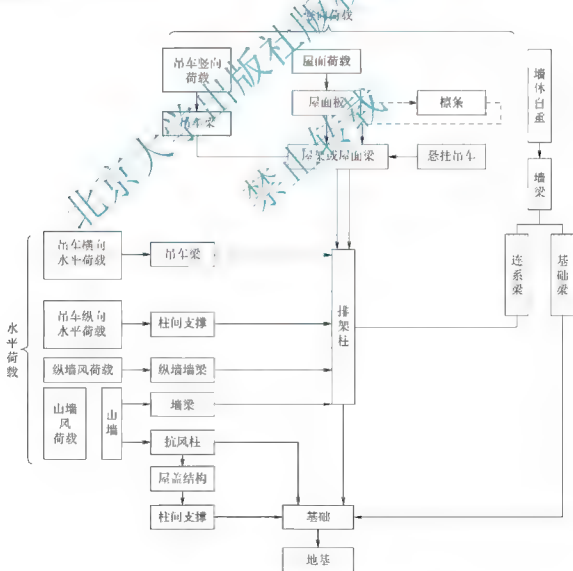 竖向荷载
吊车竖向
荷载
屋面荷载
墙体自重
吊车梁
屋面板
檩条
屋架或屋面梁
悬挂吊车
墙梁
吊车横向
水平荷载
吊车梁
排架柱
连系梁
基础梁
水平荷载
吊车纵向
水平荷载
柱间支撑
纵墙风荷载
纵墙墙梁
山墙
风
荷载
山墙
墙梁
抗风柱
屋盖结构
柱间支撑
基础
地基
北京大学出版社版权
禁止转载